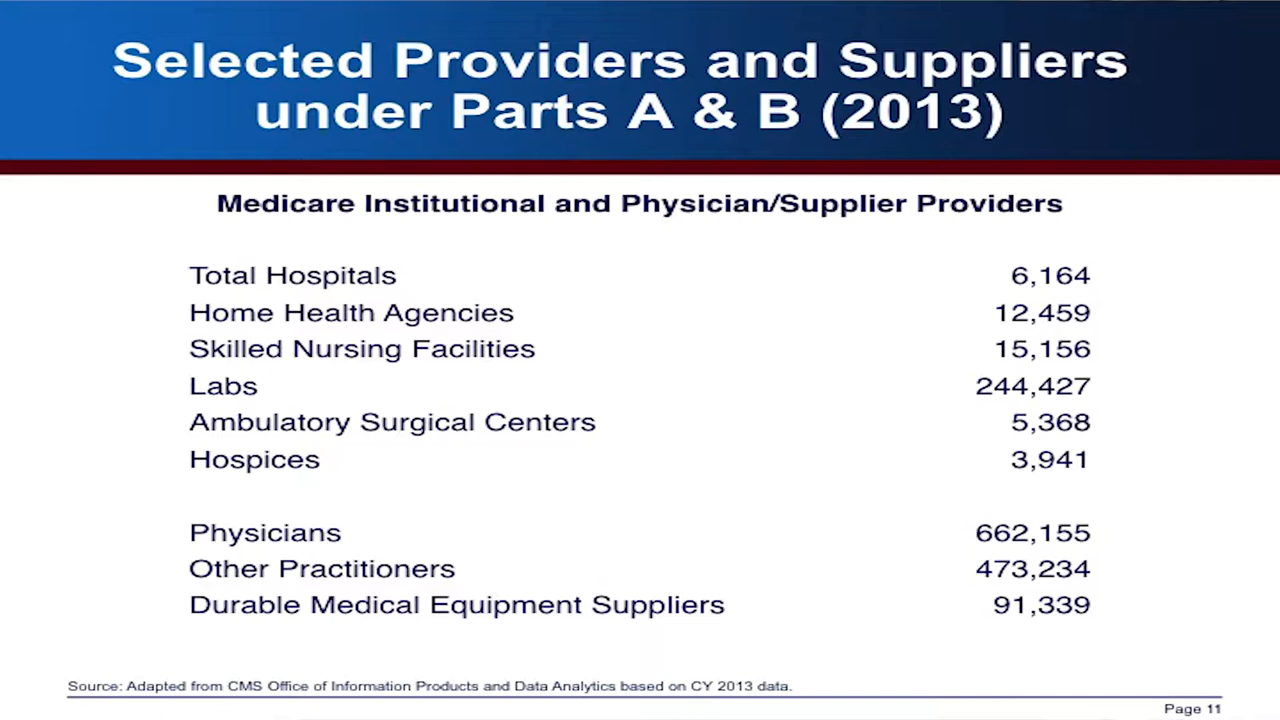 Selected Providers and Suppliers
under Parts A & B (2013)
Medicare Institutional and Physician/Supplier Providers
Total Hospitals 6,164
Home Health Agencies 12,459
Skilled Nursing Facilities 15,156
Labs 244,427
Ambulatory Surgical Centers 5,368
Hospices 3,941
Physicians 662,155
Other Practitioners 473,234
Durable Medical Equipment Suppliers 91,339
Source: Adapted from CMS Office of Information Products and Data Analytics based on CY 2013 data.
Page 11